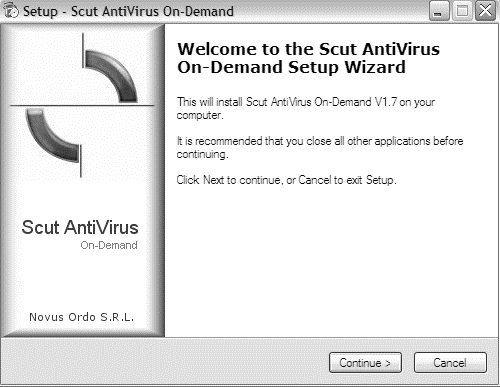 Setup - Scut AntiVirus On-Demand
Welcome to the Scut AntiVirus
On-Demand Setup Wizard
This will install Scut AntiVirus On-Demand V1.7 on your
computer.
It is recommended that you close all other applications before
continuing.
Click Next to continue, or Cancel to exit Setup.
Scut AntiVirus
On-Demand
Novus Ordo S.R.L.
Continue >
Cancel